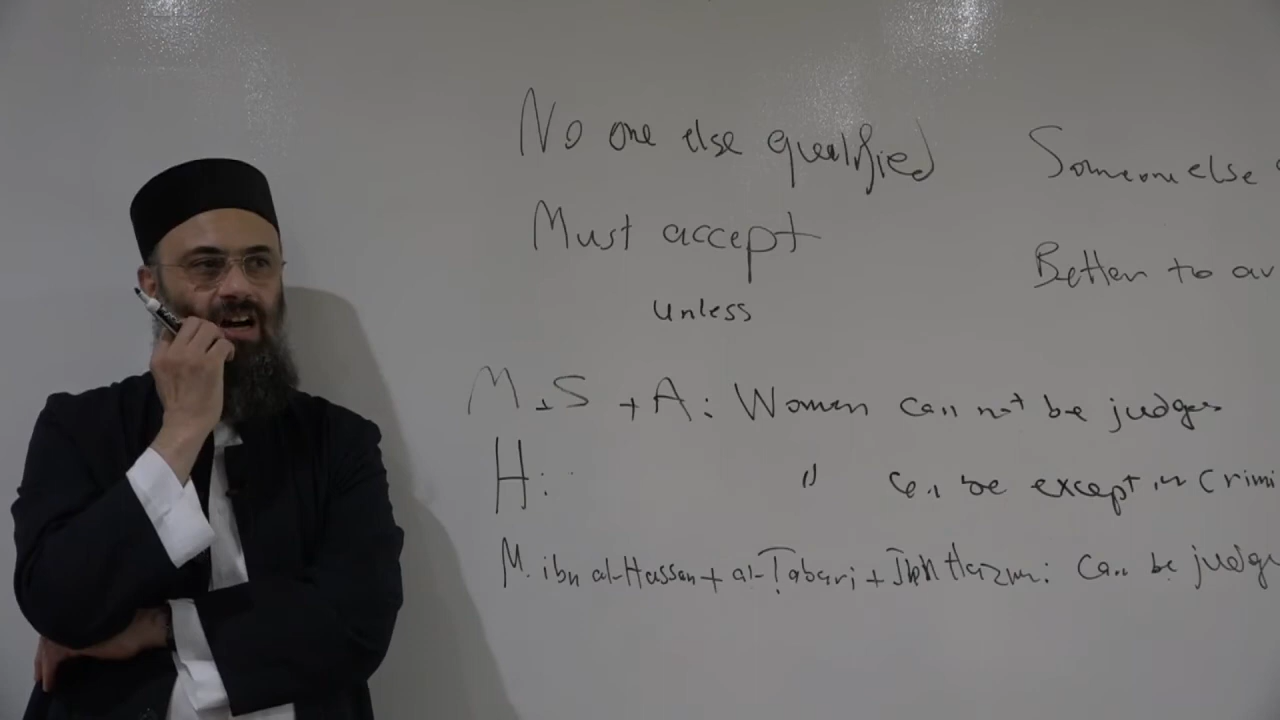 No one else qualified
Someone else
Must accept
Better to av
unless
M + S + A: Women can not be judges
H: " can be except in Crimi
M. ibn al-Hassan + al-Tabari + Ibn Hazm: Can be judge